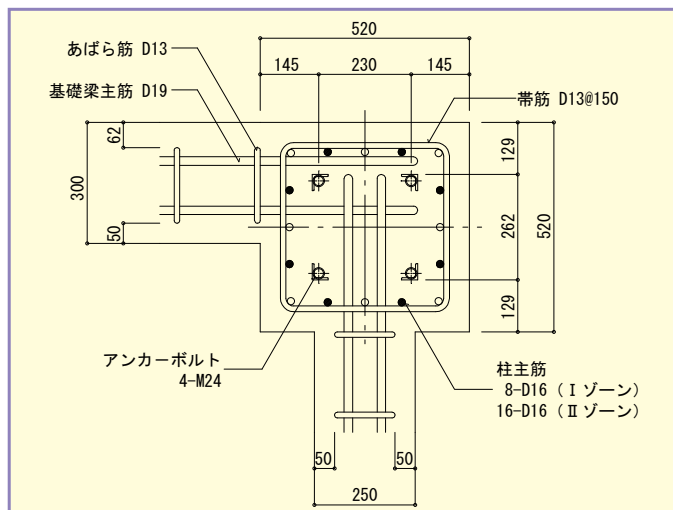 520
145 230 145
あばら筋 D13
基礎梁主筋 D19
帯筋 D13@150
62
300
50
129
262
520
129
アンカーボルト
4-M24
柱主筋
8-D16（Ⅰゾーン）
16-D16（Ⅱゾーン）
50 50
250